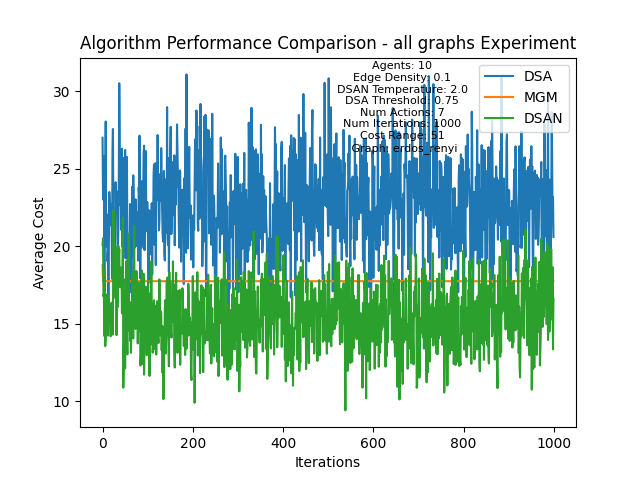 Algorithm Performance Comparison - all graphs Experiment
Agents: 10
Edge Density: 0.1
DSAN Temperature: 2.0
DSA Threshold: 0.75
Num Actions: 7
Num Iterations: 1000
Cost Range: 51
Graph: erdos_renyi
DSA
MGM
DSAN
Average Cost
30
25
20
15
10
0
200
400
600
800
1000
Iterations